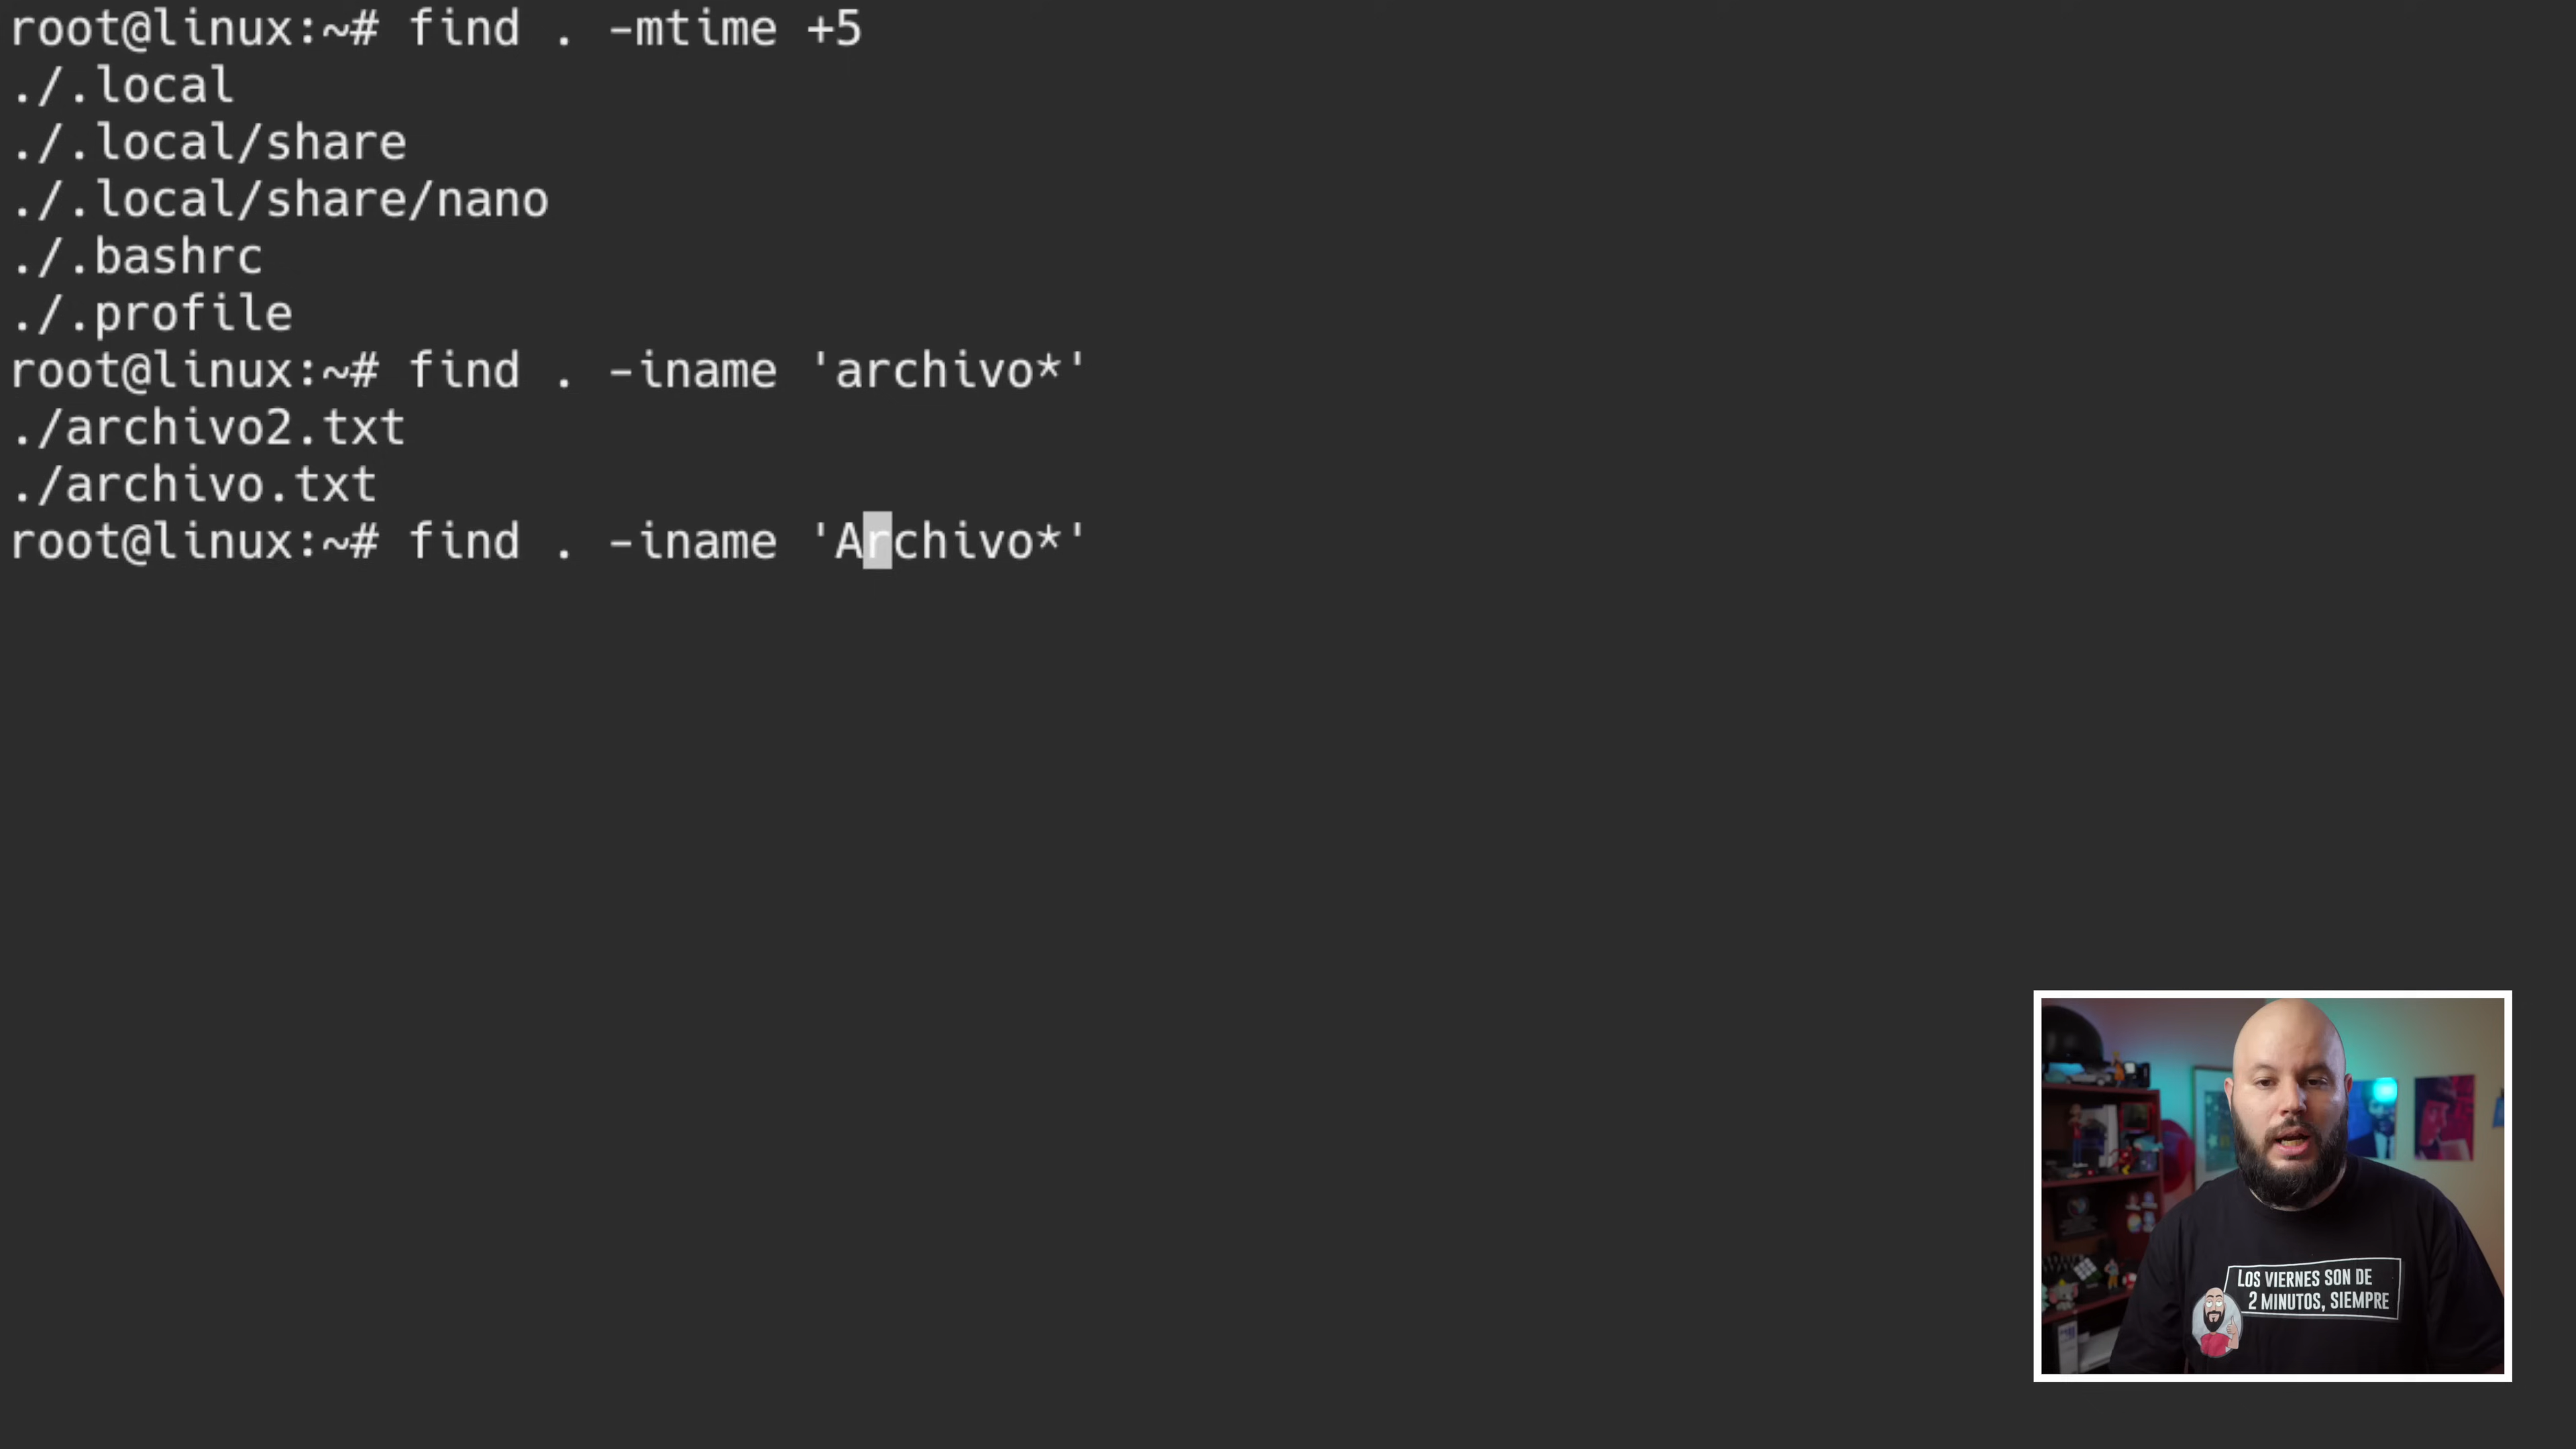 root@linux:~# find . -mtime +5
./.local
./.local/share
./.local/share/nano
./.bashrc
./.profile
root@linux:~# find . -iname 'archivo*'
./archivo2.txt
./archivo.txt
root@linux:~# find . -iname 'Archivo*'
LOS VIERNES SON DE
2 MINUTOS, SIEMPRE